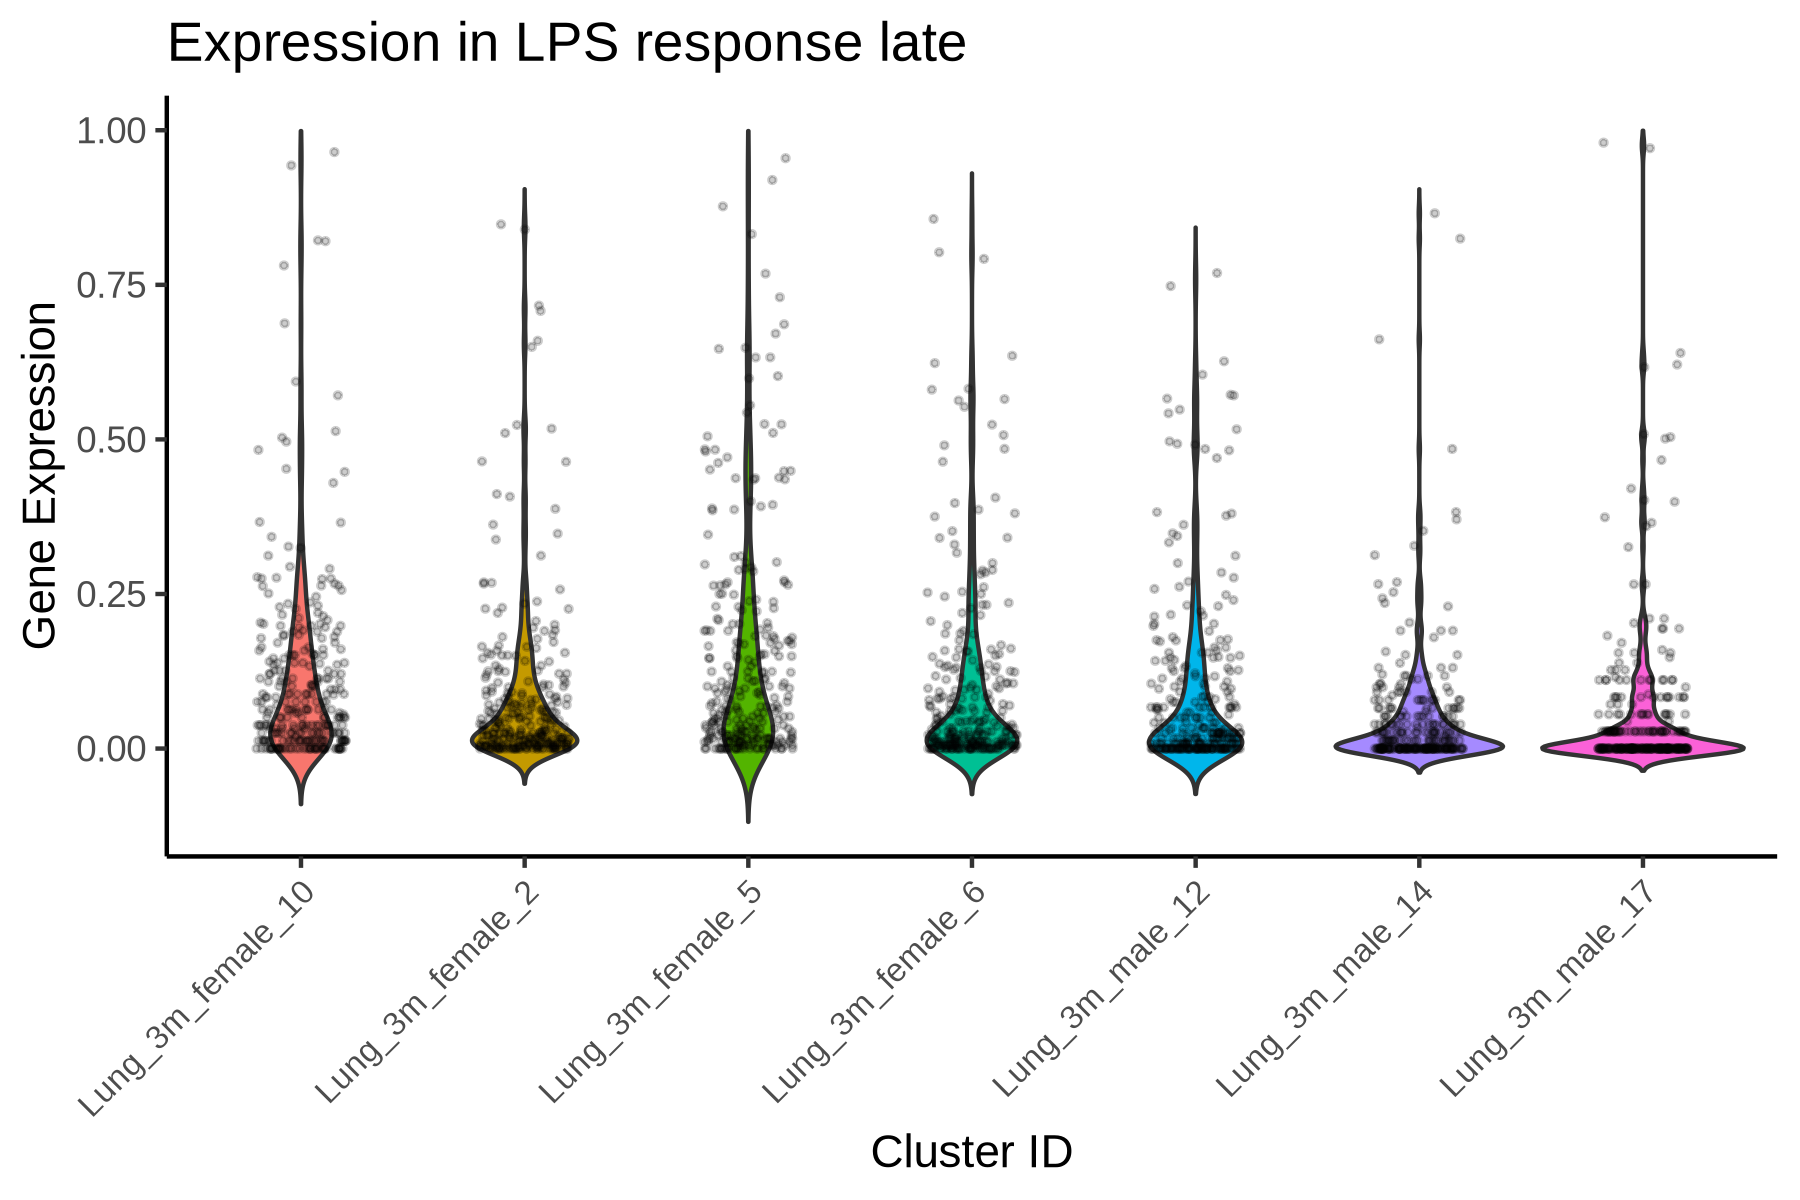 Expression in LPS response late
Gene Expression
1.00
0.75
0.50
0.25
0.00
Lung_3m_female_10
Lung_3m_female_2
Lung_3m_female_5
Lung_3m_female_6
Lung_3m_male_12
Lung_3m_male_14
Lung_3m_male_17
Cluster ID